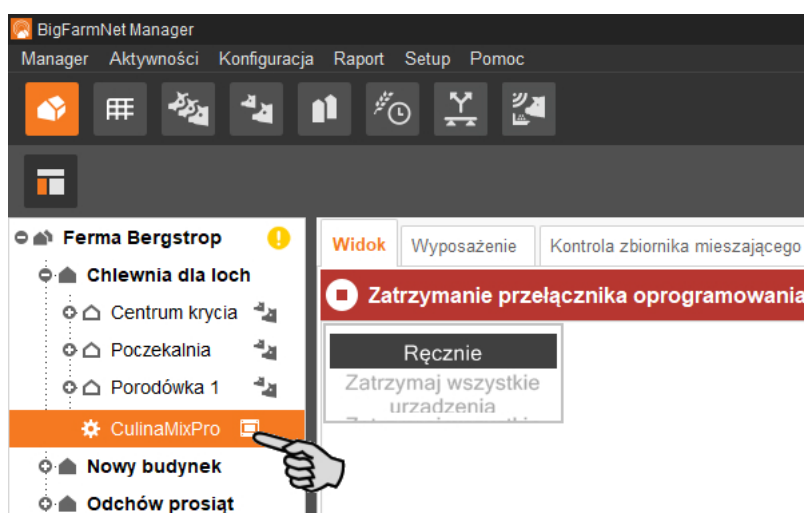 BigFarmNet Manager
Manager Aktywności Konfiguracja Raport Setup Pomoc
Ferma Bergstrop
Chlewnia dla loch
Centrum krycia
Poczekalnia
Porodówka 1
CulinaMixPro
Nowy budynek
Odchów prosiąt
Widok Wyposażenie Kontrola zbiornika mieszającego
Zatrzymanie przełącznika oprogramowania
Ręcznie
Zatrzymaj wszystkie
urzadzenia